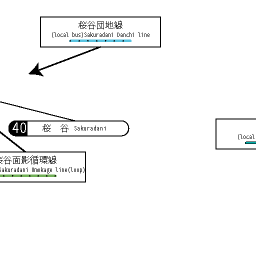 桜谷団地線
(local bus)Sakuradani Danchi line
40 桜 谷 Sakuradani
(local
桜谷面影循環線
Sakuradani Omokage line(loop)